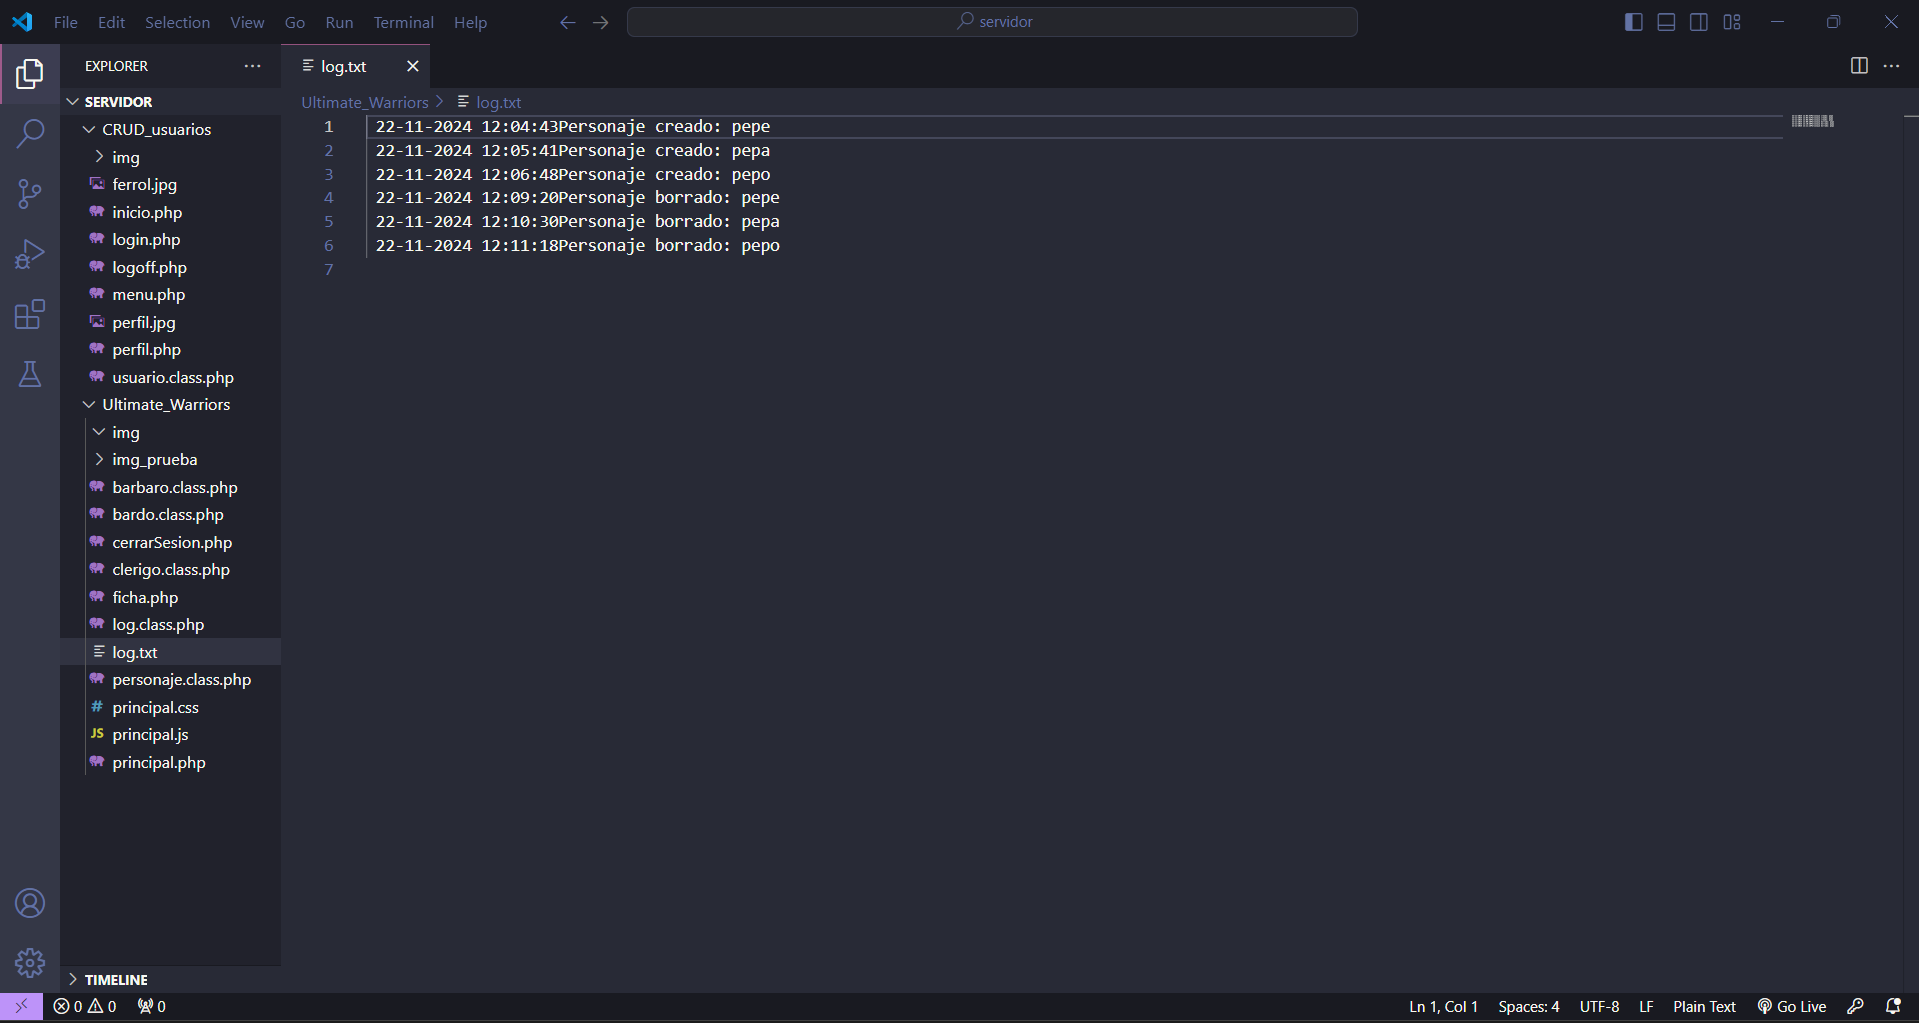 File Edit Selection View Go Run Terminal Help servidor
EXPLORER
log.txt
SERVIDOR
Ultimate_Warriors > log.txt
1 22-11-2024 12:04:43Personaje creado: pepe
2 22-11-2024 12:05:41Personaje creado: pepa
3 22-11-2024 12:06:48Personaje creado: pepo
4 22-11-2024 12:09:20Personaje borrado: pepe
5 22-11-2024 12:10:30Personaje borrado: pepa
6 22-11-2024 12:11:18Personaje borrado: pepo
7
CRUD_usuarios
img
ferrol.jpg
inicio.php
login.php
logoff.php
menu.php
perfil.jpg
perfil.php
usuario.class.php
Ultimate_Warriors
img
img_prueba
barbaro.class.php
bardo.class.php
cerrarSesion.php
clerigo.class.php
ficha.php
log.class.php
log.txt
personaje.class.php
# principal.css
JS principal.js
principal.php
TIMELINE
0 0 0 Ln 1, Col 1 Spaces: 4 UTF-8 LF Plain Text Go Live